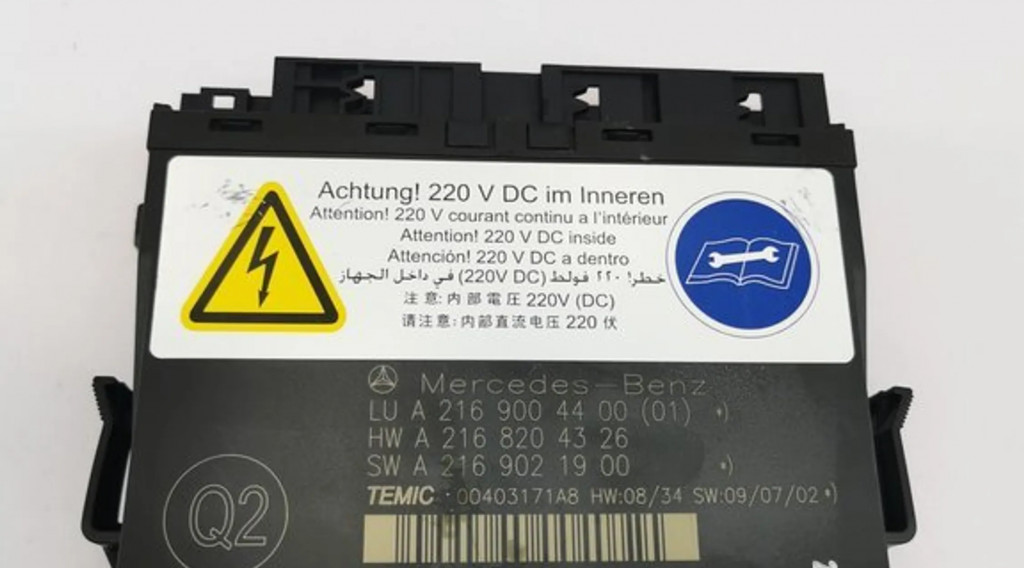 Achtung! 220 V DC im Inneren
Attention! 220 V courant continu a l'intérieur
Attention! 220 V DC inside
Attención! 220 V DC a dentro
خطر! ٢٢٠ فولط (220V DC) في داخل الجهاز
注意:内部電圧 220V (DC)
请注意:内部直流电压 220 伏
Mercedes-Benz
LU A 216 900 44 00 (01) *)
HW A 216 820 43 26
SW A 216 902 19 00 *)
TEMIC · 00403171A8 HW:08/34 SW:09/07/02 *)
Q2